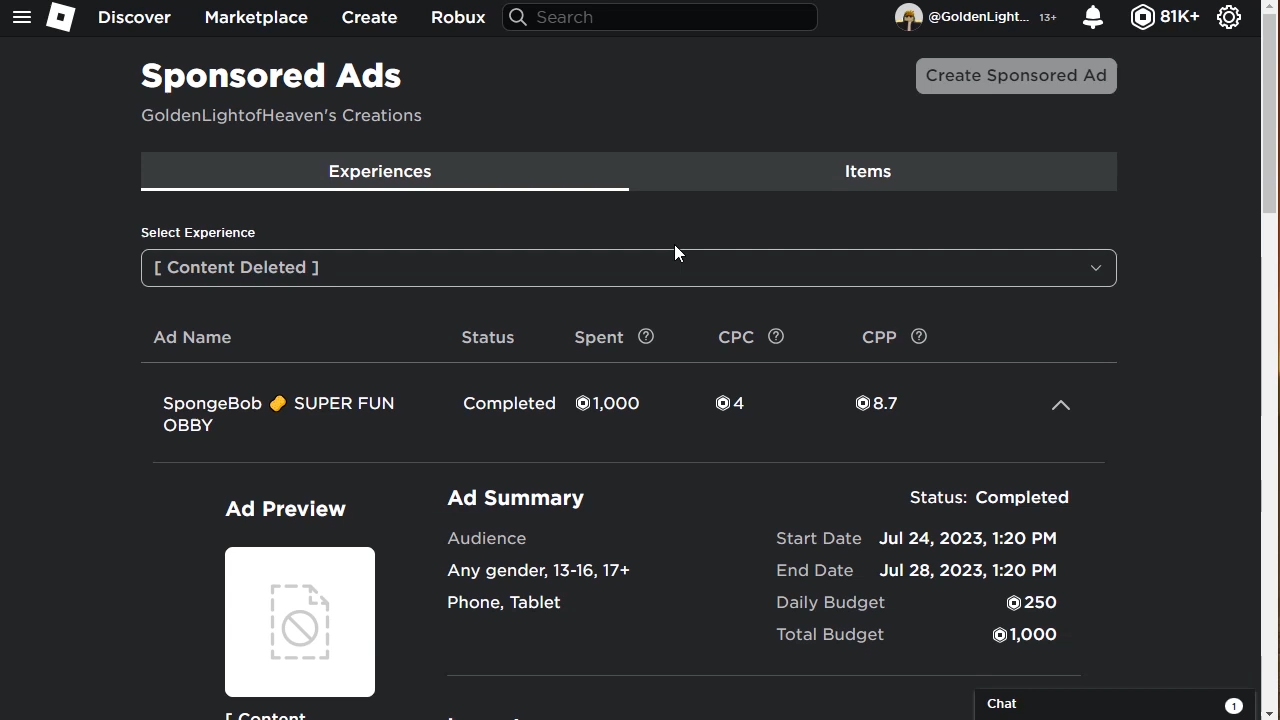 Discover Marketplace Create Robux Search @GoldenLight... 13+ 81K+
Sponsored Ads
Create Sponsored Ad
GoldenLightofHeaven's Creations
Experiences Items
Select Experience
[ Content Deleted ]
Ad Name Status Spent ? CPC ? CPP ?
SpongeBob SUPER FUN OBBY Completed 1,000 4 8.7
Ad Preview
Ad Summary
Status: Completed
Audience
Start Date Jul 24, 2023, 1:20 PM
Any gender, 13-16, 17+
End Date Jul 28, 2023, 1:20 PM
Phone, Tablet
Daily Budget 250
Total Budget 1,000
Chat 1
[ Content